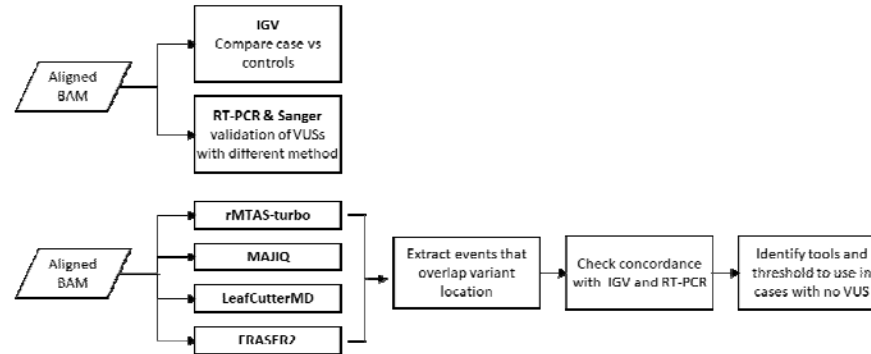 IGV
Compare case vs
controls
Aligned
BAM
RT-PCR & Sanger
validation of VUSs
with different method
rMTAS-turbo
MAJIQ
LeafCutterMD
FRASER2
Aligned
BAM
Extract events that
overlap variant
location
Check concordance
with IGV and RT-PCR
Identify tools and
threshold to use in
cases with no VUS